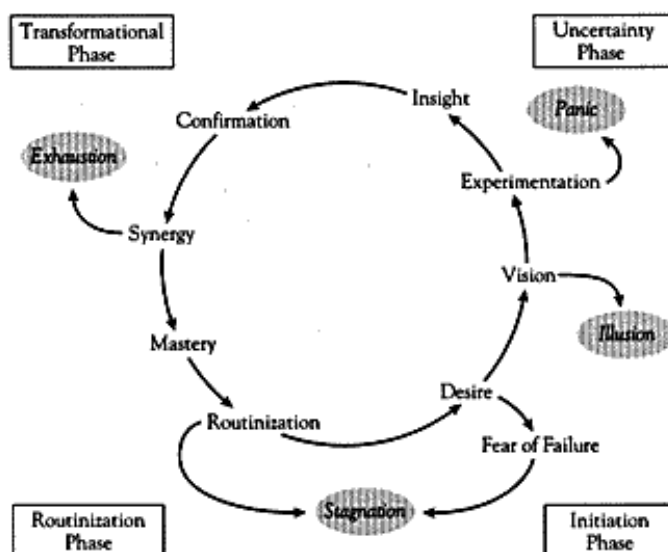 Transformational
Phase
Uncertainty
Phase
Insight
Panic
Confirmation
Exhaustion
Experimentation
Synergy
Vision
Illusion
Mastery
Desire
Routinization
Fear of Failure
Stagnation
Routinization
Phase
Initiation
Phase